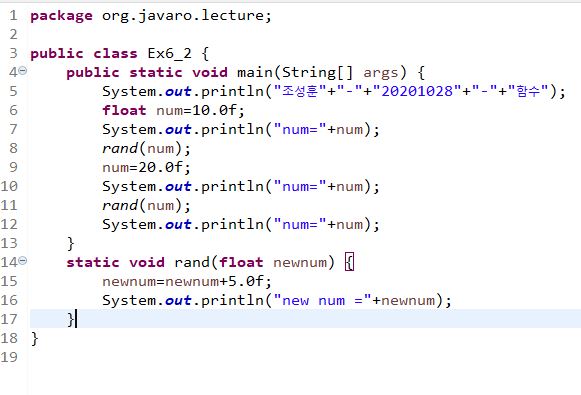 1 package org.javaro.lecture;
2
3 public class Ex6_2 {
4     public static void main(String[] args) {
5         System.out.println("조성훈"+"-"+"20201028"+"-"+"함수");
6         float num=10.0f;
7         System.out.println("num="+num);
8         rand(num);
9         num=20.0f;
10         System.out.println("num="+num);
11         rand(num);
12         System.out.println("num="+num);
13     }
14     static void rand(float newnum) {
15         newnum=newnum+5.0f;
16         System.out.println("new num ="+newnum);
17     }
18 }
19